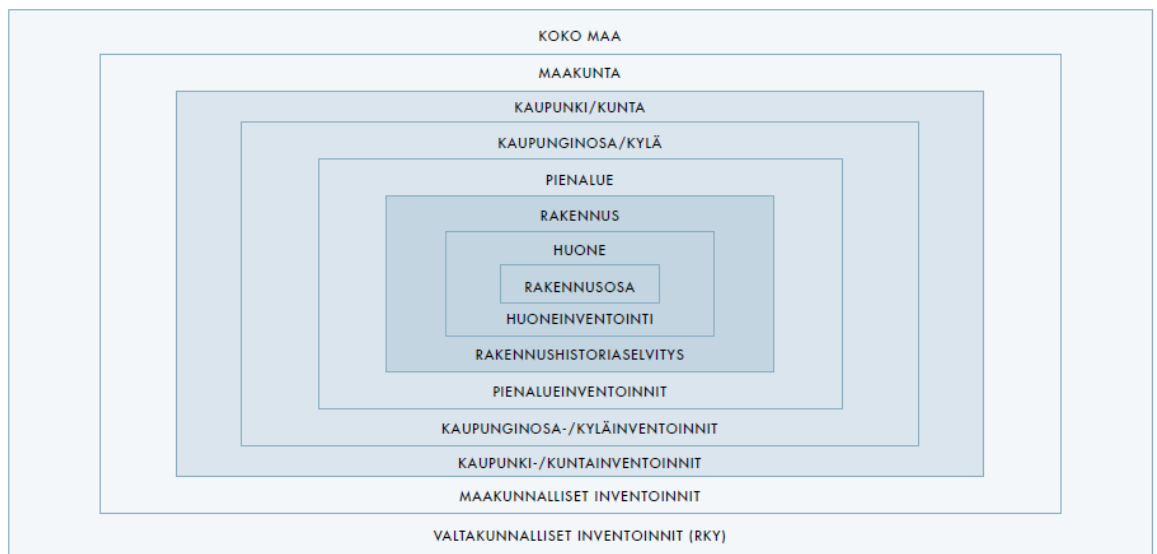 KOKO MAA
MAAKUNTA
KAUPUNKI/KUNTA
KAUPUNGINOSA/KYLÄ
PIENALUE
RAKENNUS
HUONE
RAKENNUSOSA
HUONEINVENTOINTI
RAKENNUSHISTORIASELVITYS
PIENALUEINVENTOINNIT
KAUPUNGINOSA-/KYLÄINVENTOINNIT
KAUPUNKI-/KUNTAINVENTOINNIT
MAAKUNNALLISET INVENTOINNIT
VALTAKUNNALLISET INVENTOINNIT (RKY)